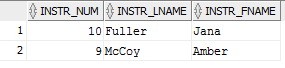 INSTR_NUM INSTR_LNAME INSTR_FNAME
1 10 Fuller Jana
2 9 McCoy Amber